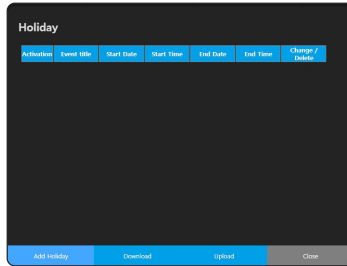 Holiday
Activation Event title Start Date Start Time End Date End Time Change /
Delete
Add Holiday Download Upload Close